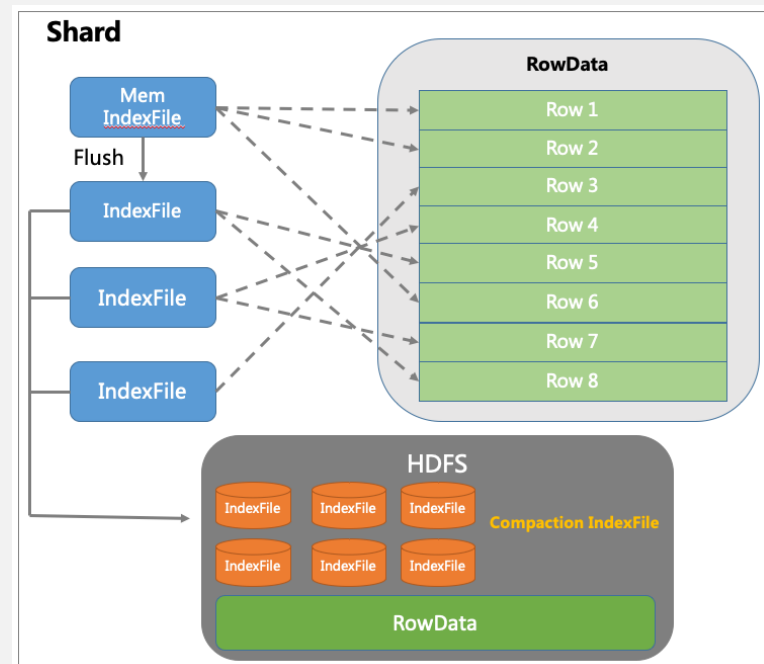 Shard
Mem
IndexFile
Flush
IndexFile
IndexFile
IndexFile
RowData
Row 1
Row 2
Row 3
Row 4
Row 5
Row 6
Row 7
Row 8
HDFS
IndexFile
IndexFile
IndexFile
Compaction IndexFile
IndexFile
IndexFile
IndexFile
RowData